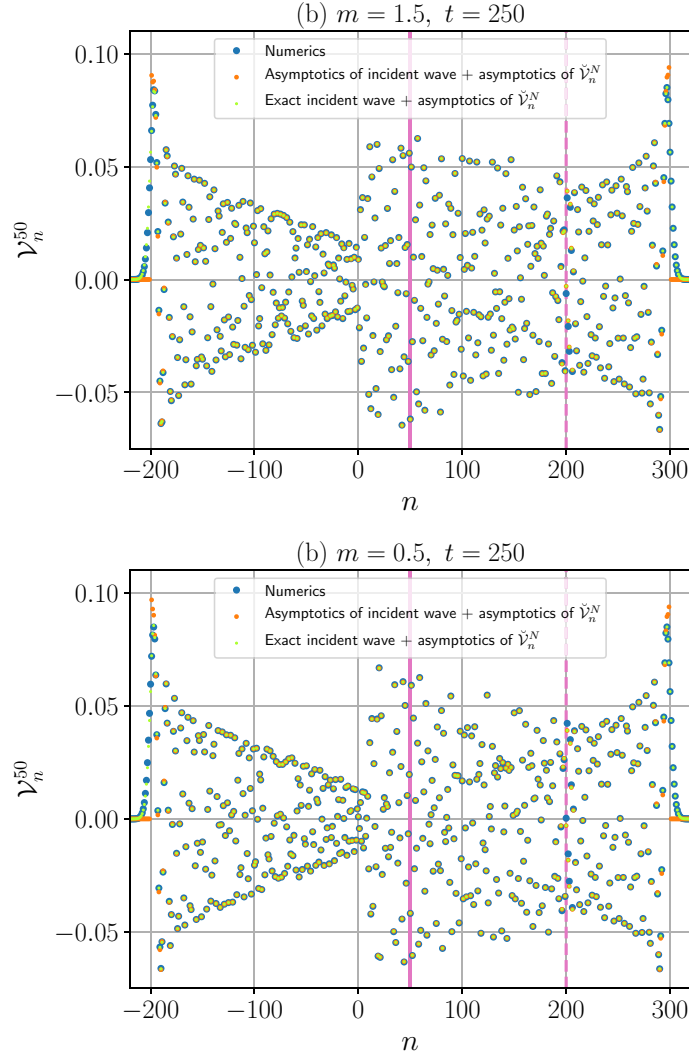 (b) m = 1.5, t = 250
0.10
0.05
0.00
−0.05
𝒱_n^50
Numerics
Asymptotics of incident wave + asymptotics of 𝒱̆_n^N
Exact incident wave + asymptotics of 𝒱̆_n^N
−200 −100 0 100 200 300
n
(b) m = 0.5, t = 250
0.10
0.05
0.00
−0.05
𝒱_n^50
Numerics
Asymptotics of incident wave + asymptotics of 𝒱̆_n^N
Exact incident wave + asymptotics of 𝒱̆_n^N
−200 −100 0 100 200 300
n